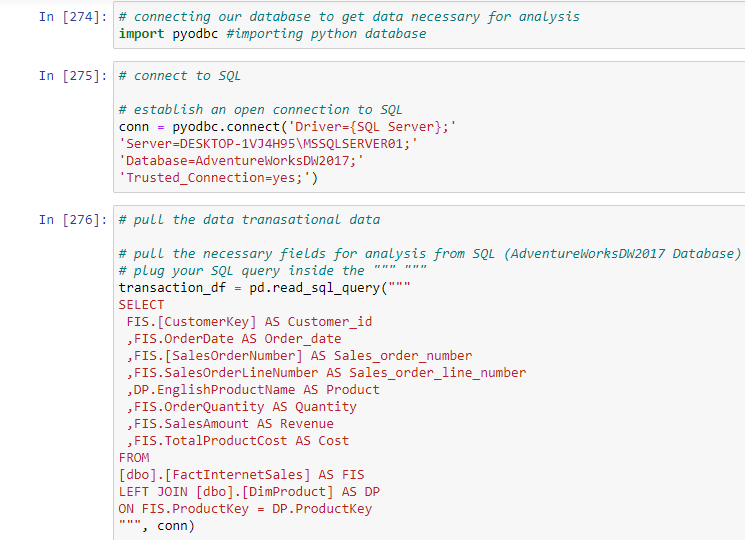 In [274]: # connecting our database to get data necessary for analysis
import pyodbc #importing python database
In [275]: # connect to SQL
# establish an open connection to SQL
conn = pyodbc.connect('Driver={SQL Server};'
'Server=DESKTOP-1VJ4H95\MSSQLSERVER01;'
'Database=AdventureWorksDW2017;'
'Trusted_Connection=yes;')
In [276]: # pull the data tranasational data
# pull the necessary fields for analysis from SQL (AdventureWorksDW2017 Database)
# plug your SQL query inside the """ """
transaction_df = pd.read_sql_query("""
SELECT
FIS.[CustomerKey] AS Customer_id
,FIS.OrderDate AS Order_date
,FIS.[SalesOrderNumber] AS Sales_order_number
,FIS.SalesOrderLineNumber AS Sales_order_line_number
,DP.EnglishProductName AS Product
,FIS.OrderQuantity AS Quantity
,FIS.SalesAmount AS Revenue
,FIS.TotalProductCost AS Cost
FROM
[dbo].[FactInternetSales] AS FIS
LEFT JOIN [dbo].[DimProduct] AS DP
ON FIS.ProductKey = DP.ProductKey
""", conn)